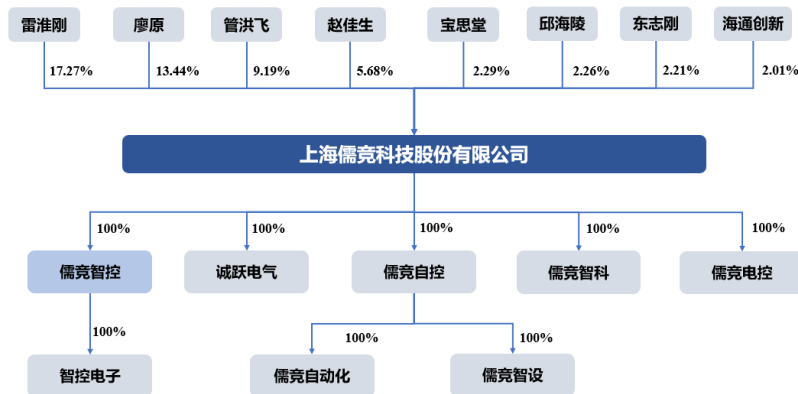 雷淮刚 廖原 管洪飞 赵佳生 宝思堂 邱海陵 东志刚 海通创新
17.27% 13.44% 9.19% 5.68% 2.29% 2.26% 2.21% 2.01%
上海儒竞科技股份有限公司
100% 100% 100% 100% 100%
儒竞智控 诚跃电气 儒竞自控 儒竞智科 儒竞电控
100% 100% 100%
智控电子 儒竞自动化 儒竞智设